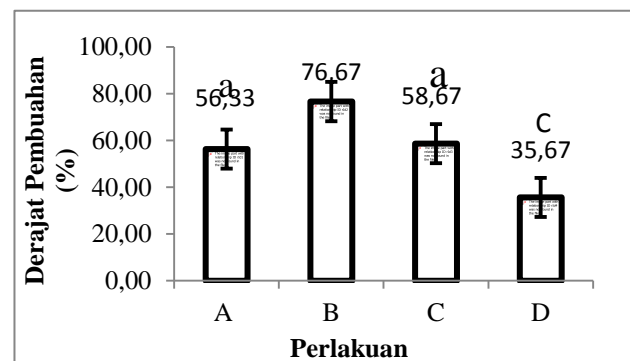 100,00
80,00
60,00
40,00
20,00
0,00
Derajat Pembuahan
(%)
a
56,33
76,67
a
58,67
C
35,67
A B C D
Perlakuan